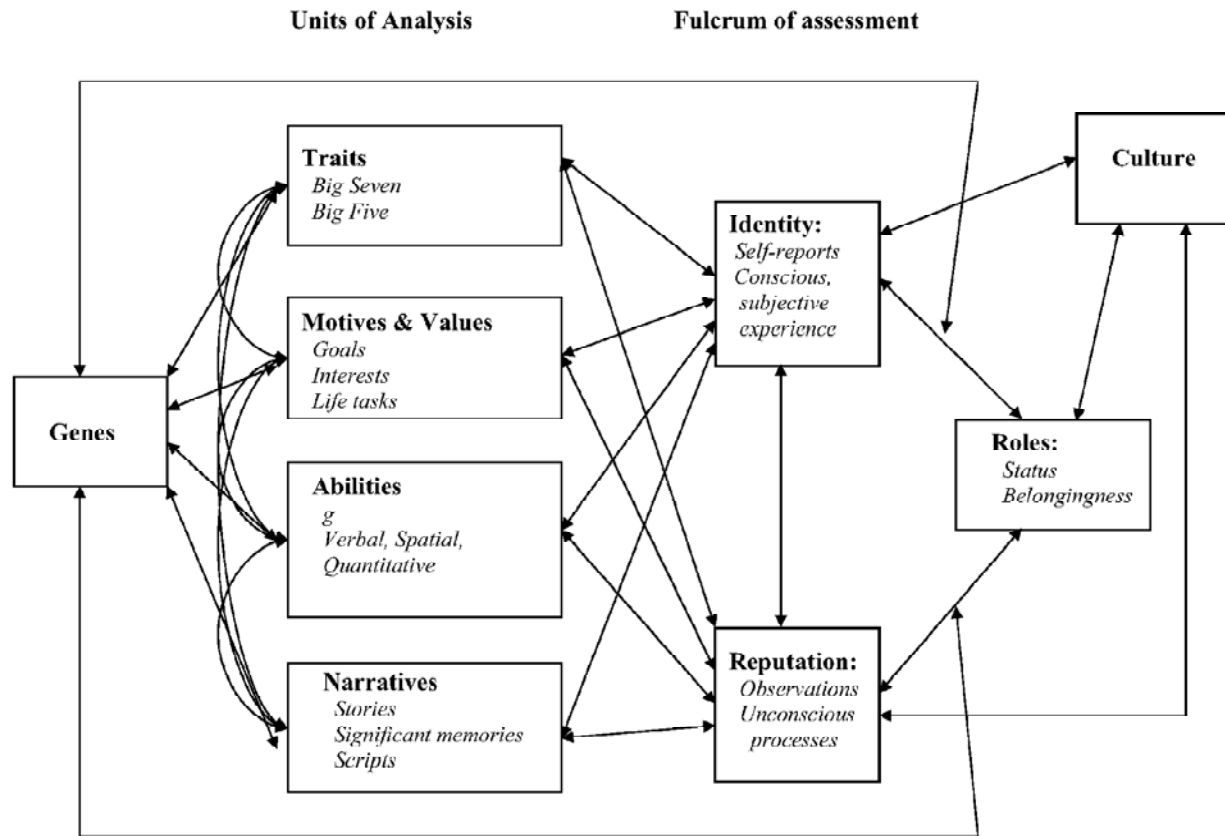 Units of Analysis
Fulcrum of assessment
Traits
Big Seven
Big Five
Motives & Values
Goals
Interests
Life tasks
Genes
Abilities
g
Verbal, Spatial,
Quantitative
Narratives
Stories
Significant memories
Scripts
Identity:
Self-reports
Conscious,
subjective
experience
Reputation:
Observations
Unconscious
processes
Culture
Roles:
Status
Belongingness